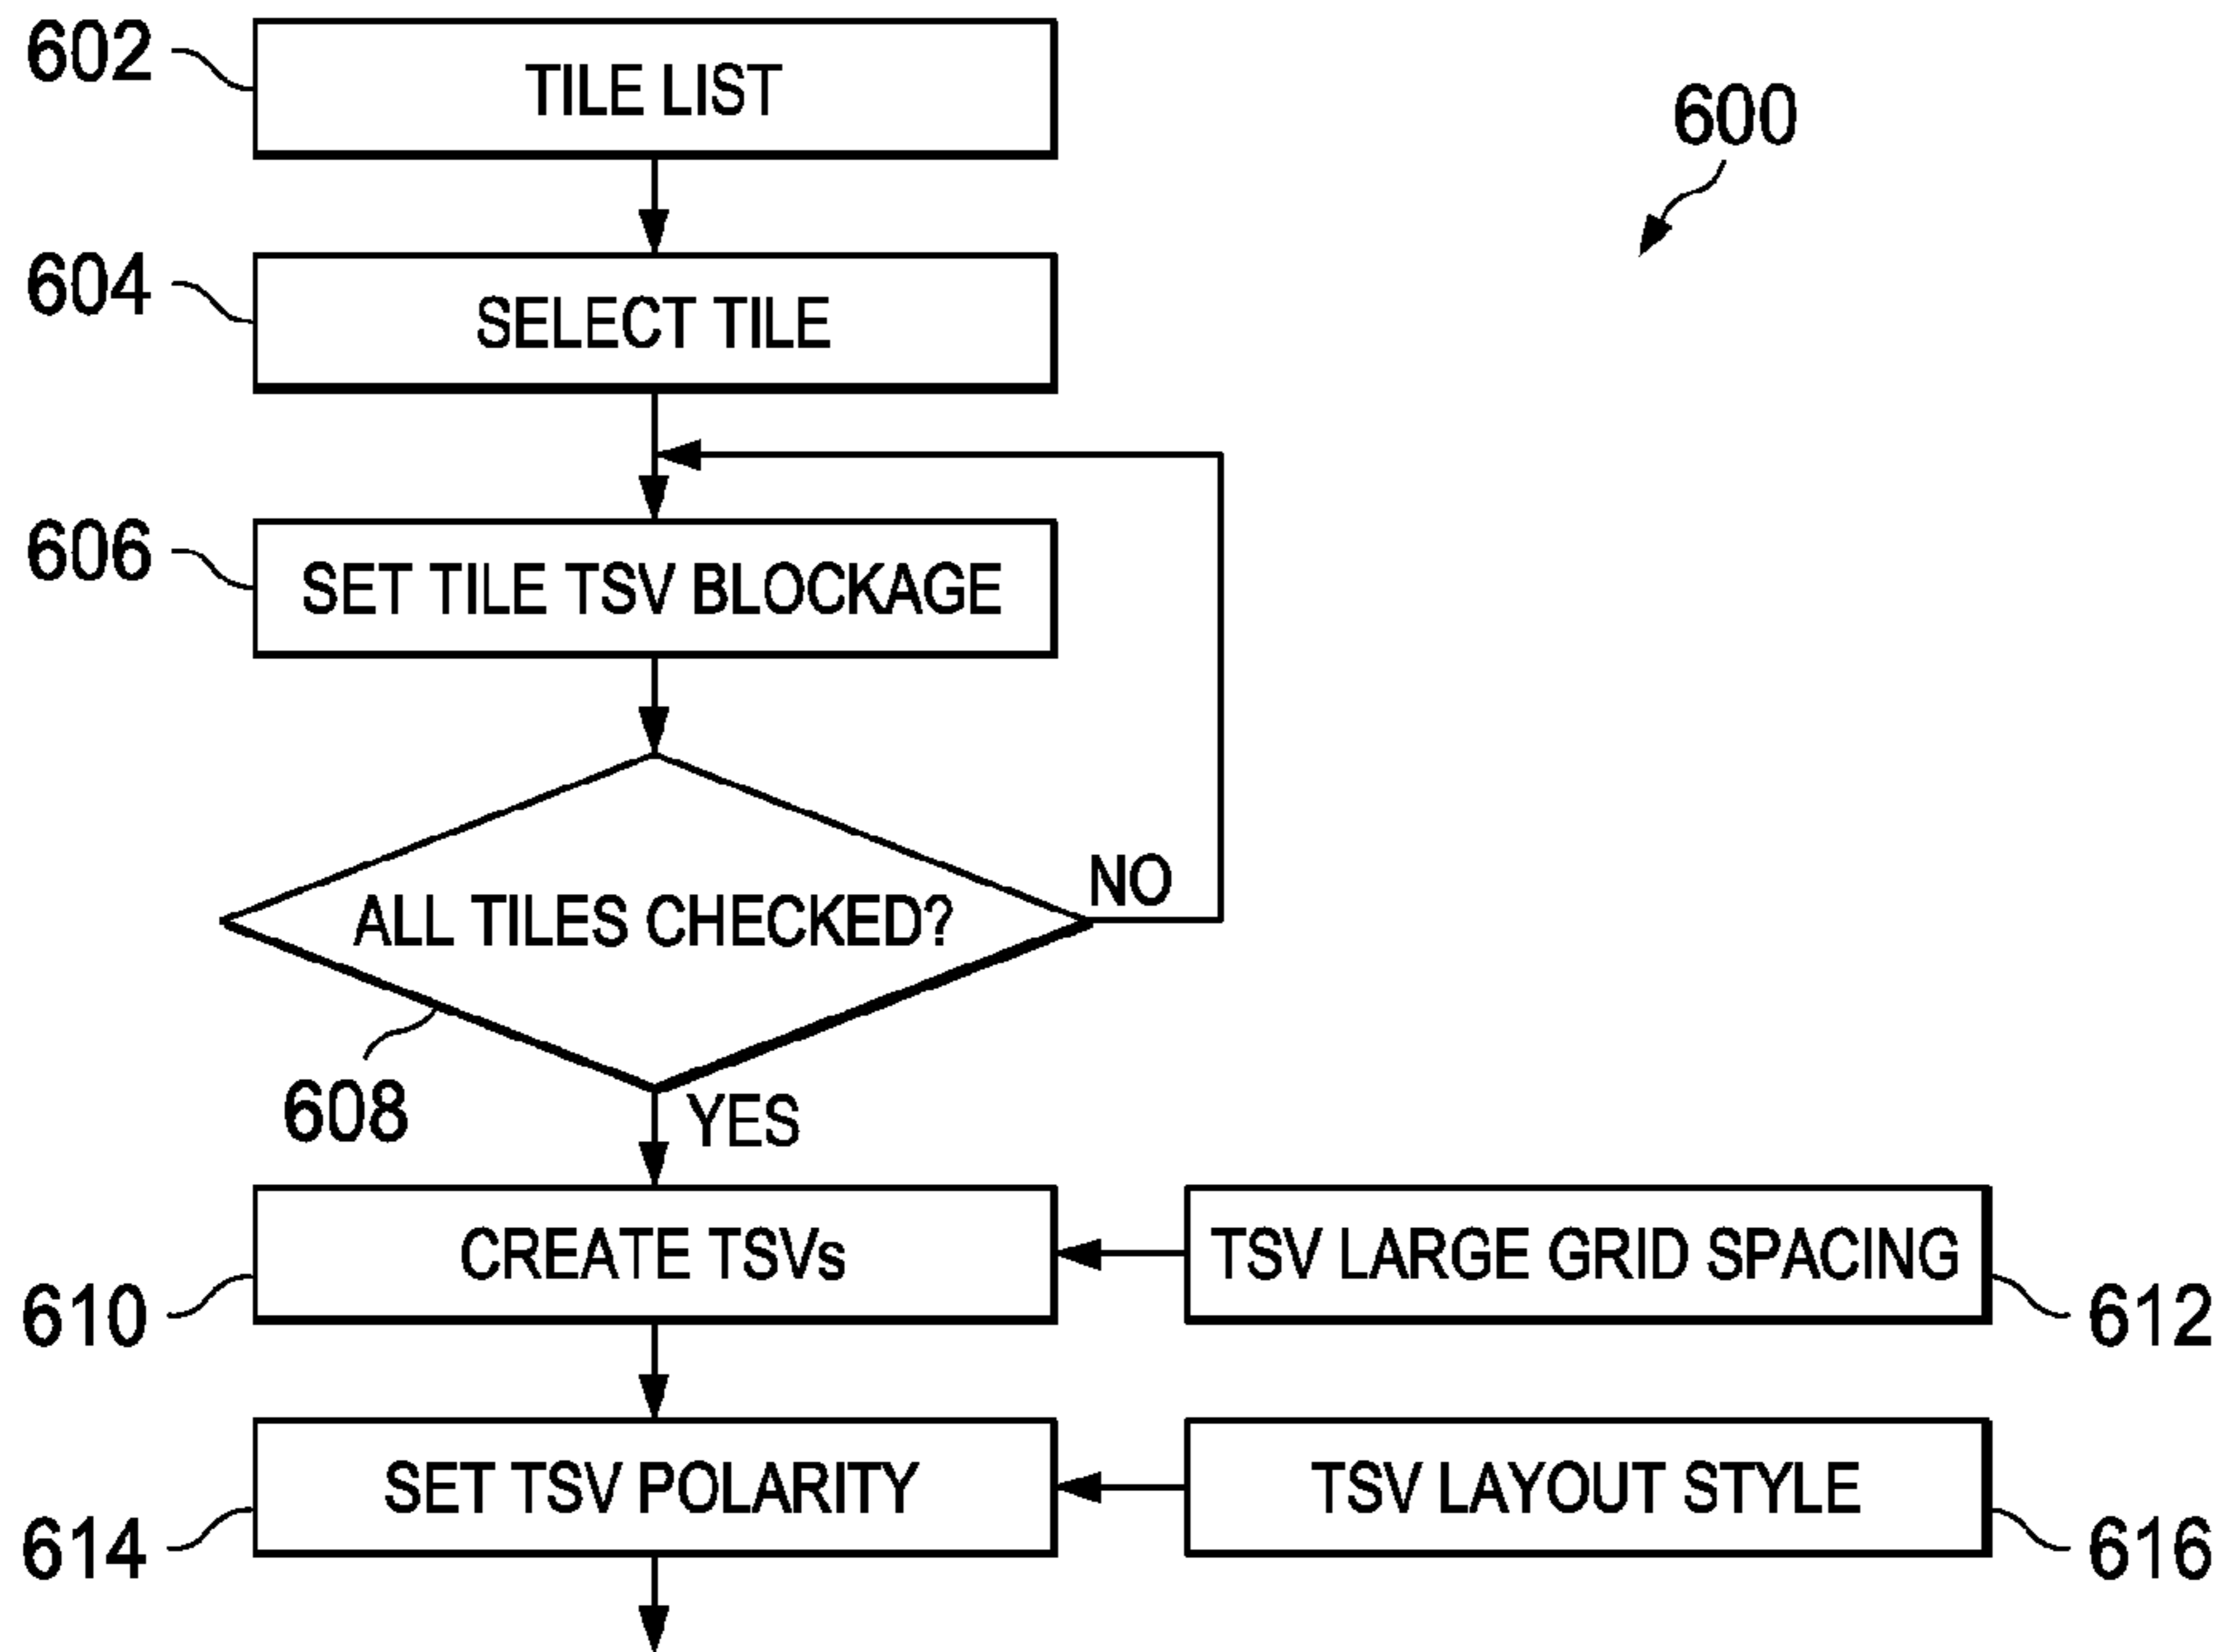 602
TILE LIST
600
604
SELECT TILE
606
SET TILE TSV BLOCKAGE
ALL TILES CHECKED?
NO
608
YES
CREATE TSVs
TSV LARGE GRID SPACING
610
612
SET TSV POLARITY
TSV LAYOUT STYLE
614
616